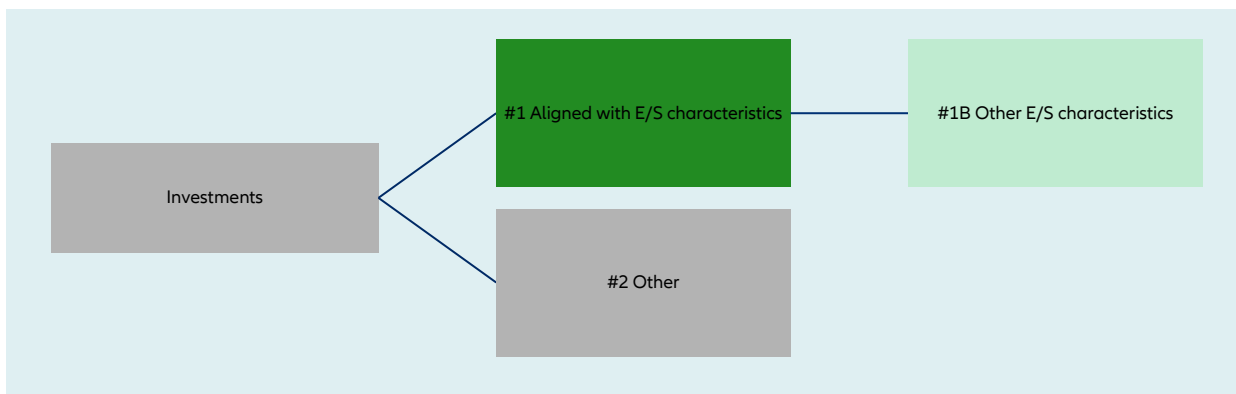 #1 Aligned with E/S characteristics
#1B Other E/S characteristics
Investments
#2 Other